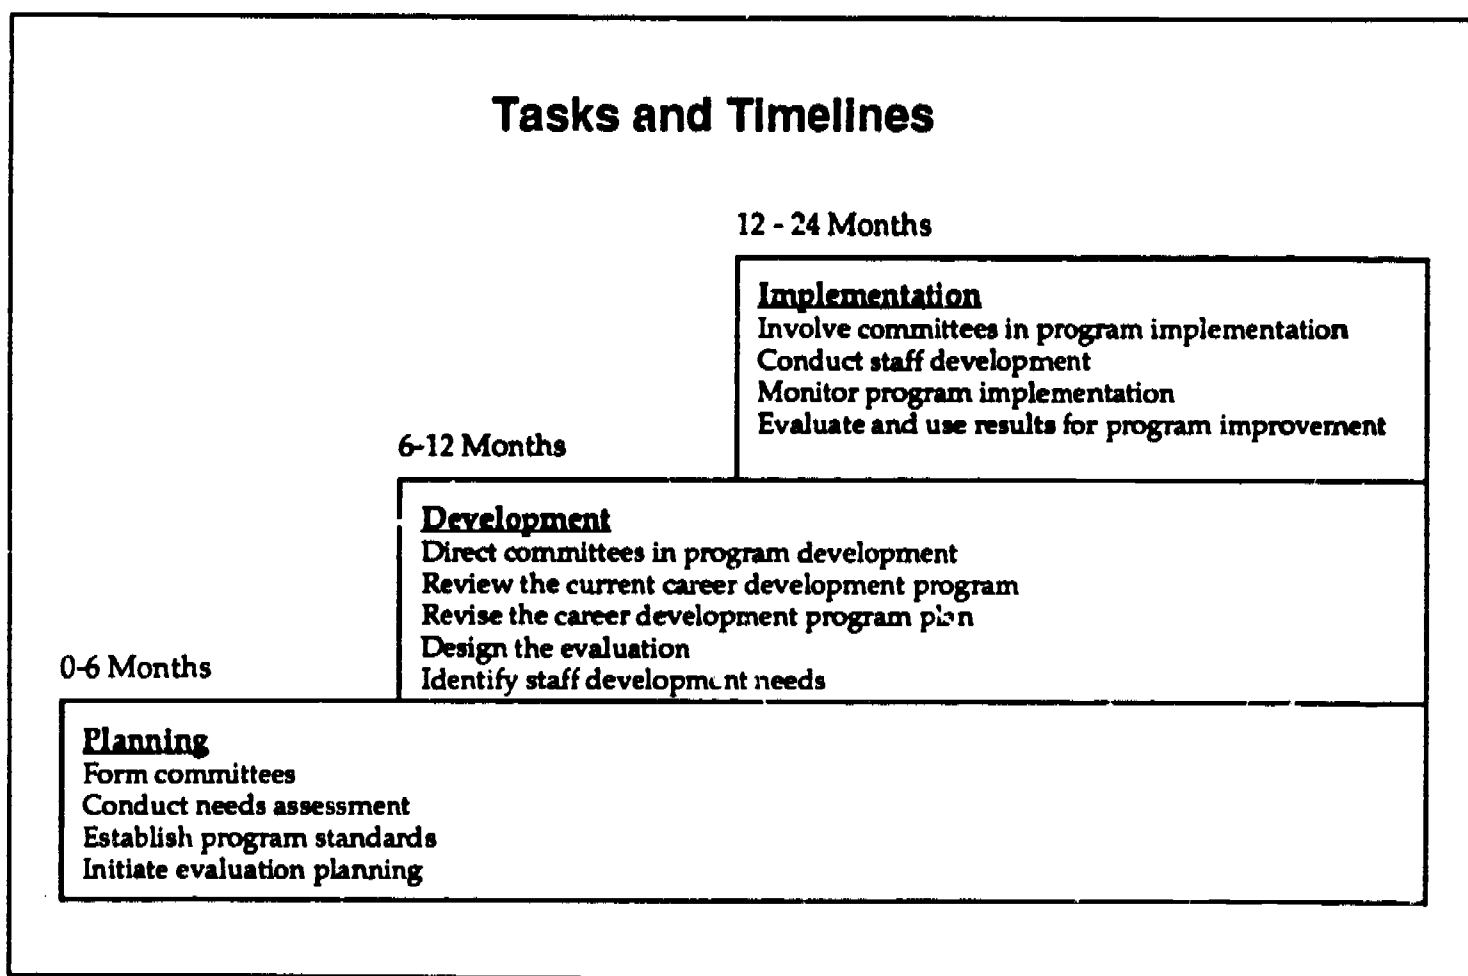 Tasks and Timelines
12 - 24 Months
Implementation
Involve committees in program implementation
Conduct staff development
Monitor program implementation
Evaluate and use results for program improvement
6-12 Months
Development
Direct committees in program development
Review the current career development program
Revise the career development program plan
Design the evaluation
Identify staff development needs
0-6 Months
Planning
Form committees
Conduct needs assessment
Establish program standards
Initiate evaluation planning